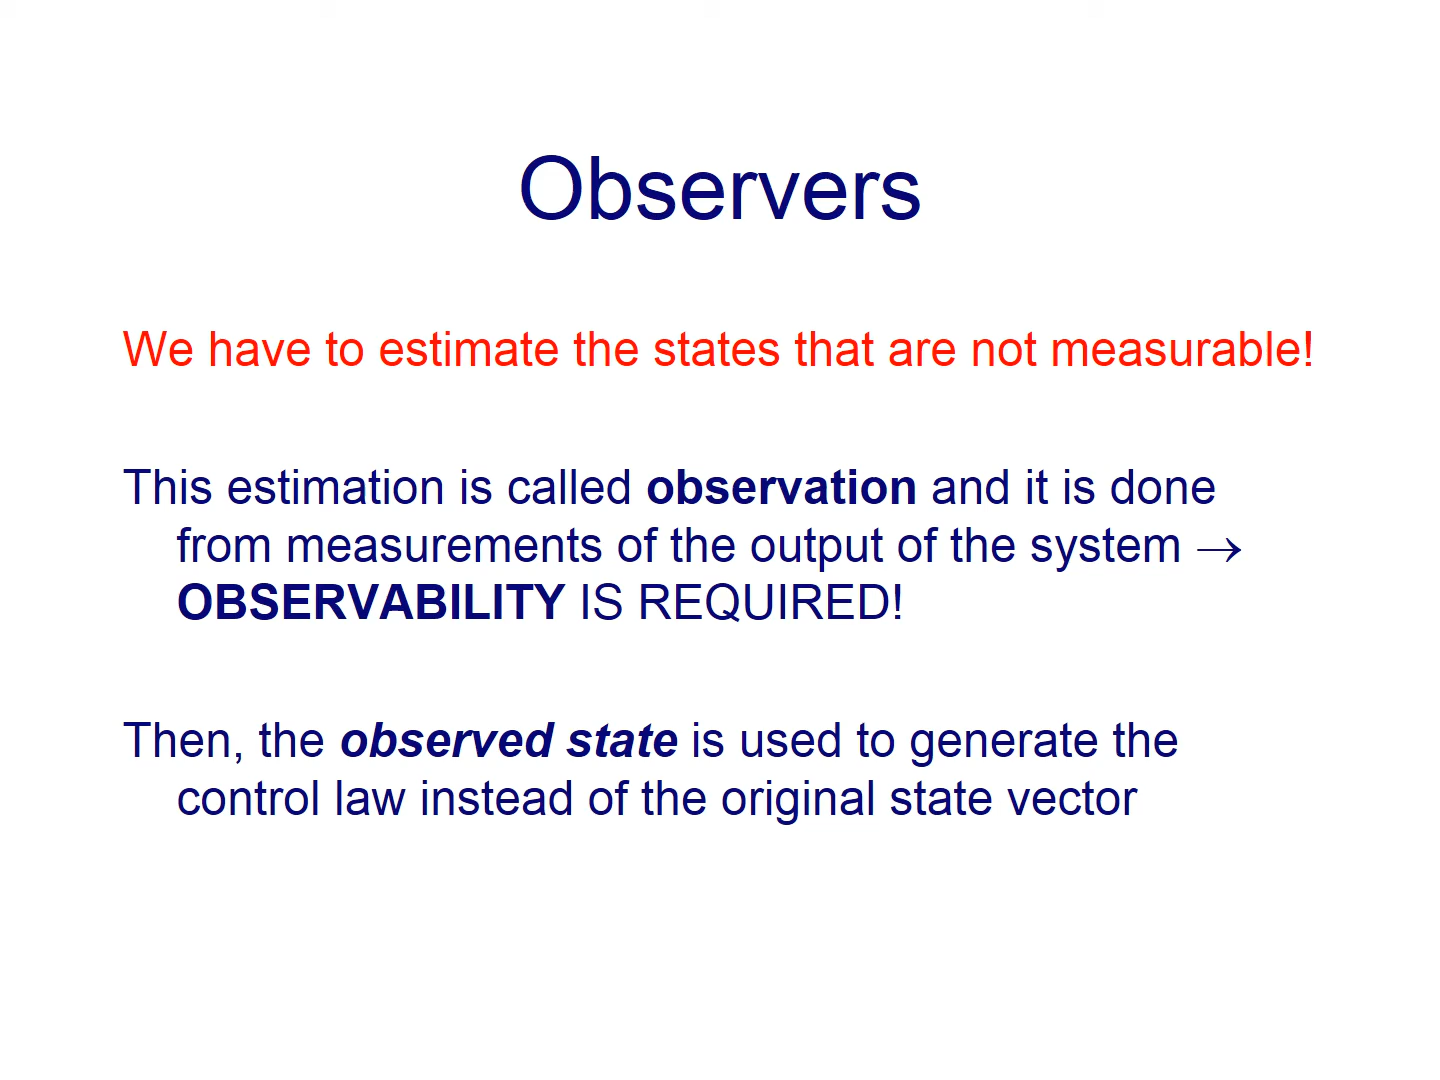 Observers
We have to estimate the states that are not measurable!
This estimation is called observation and it is done
from measurements of the output of the system →
OBSERVABILITY IS REQUIRED!
Then, the observed state is used to generate the
control law instead of the original state vector